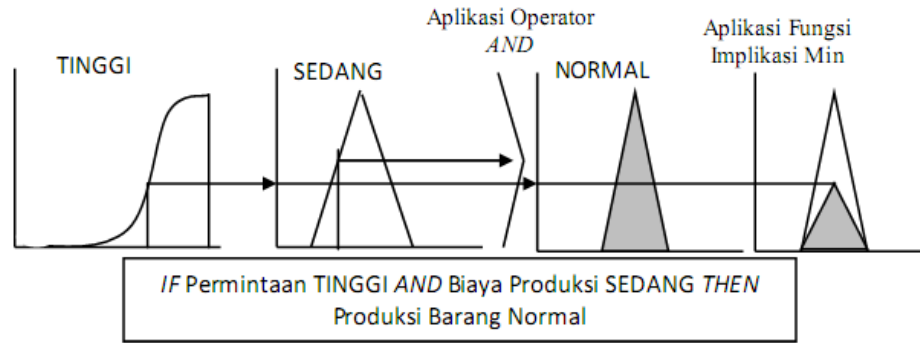 Aplikasi Operator
AND
Aplikasi Fungsi
Implikasi Min
TINGGI
SEDANG
NORMAL
IF Permintaan TINGGI AND Biaya Produksi SEDANG THEN
Produksi Barang Normal